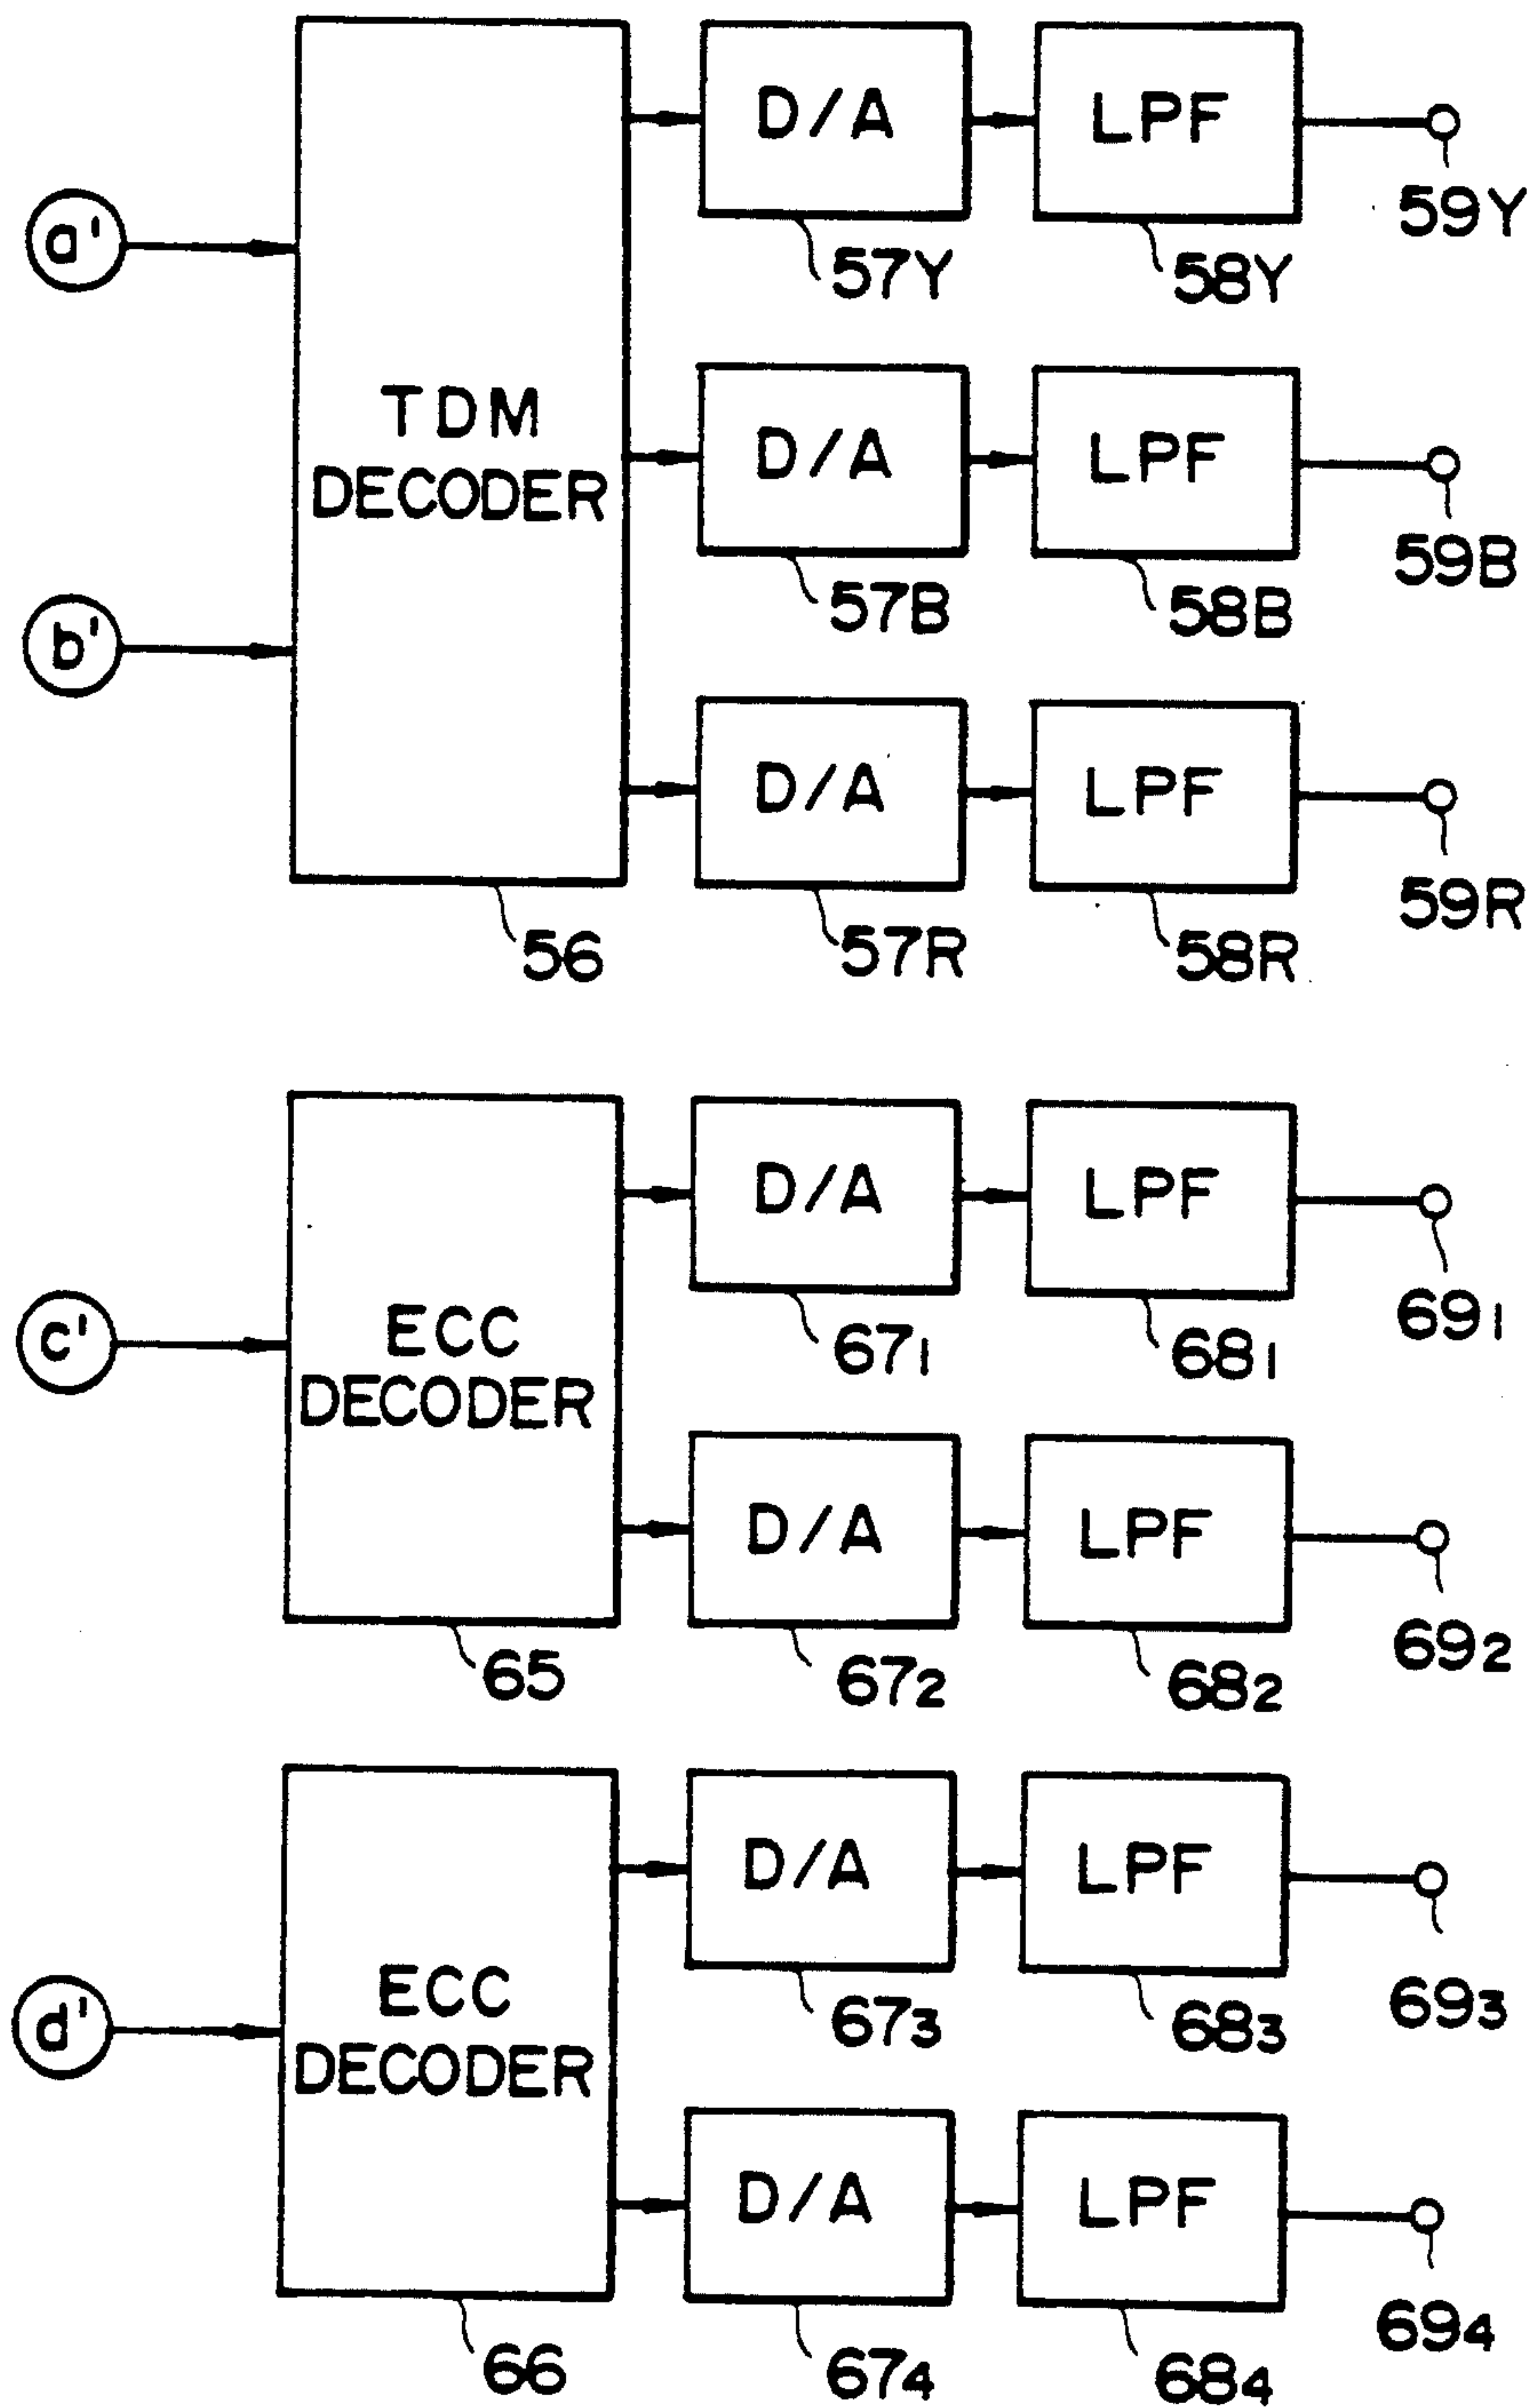 D/A
LPF
59Y
57Y
58Y
a'
TDM
DECODER
D/A
LPF
59B
57B
58B
b'
D/A
LPF
59R
57R
58R
56
D/A
LPF
69₁
67₁
68₁
c'
ECC
DECODER
D/A
LPF
69₂
67₂
68₂
65
D/A
LPF
69₃
67₃
68₃
d'
ECC
DECODER
D/A
LPF
69₄
67₄
68₄
66